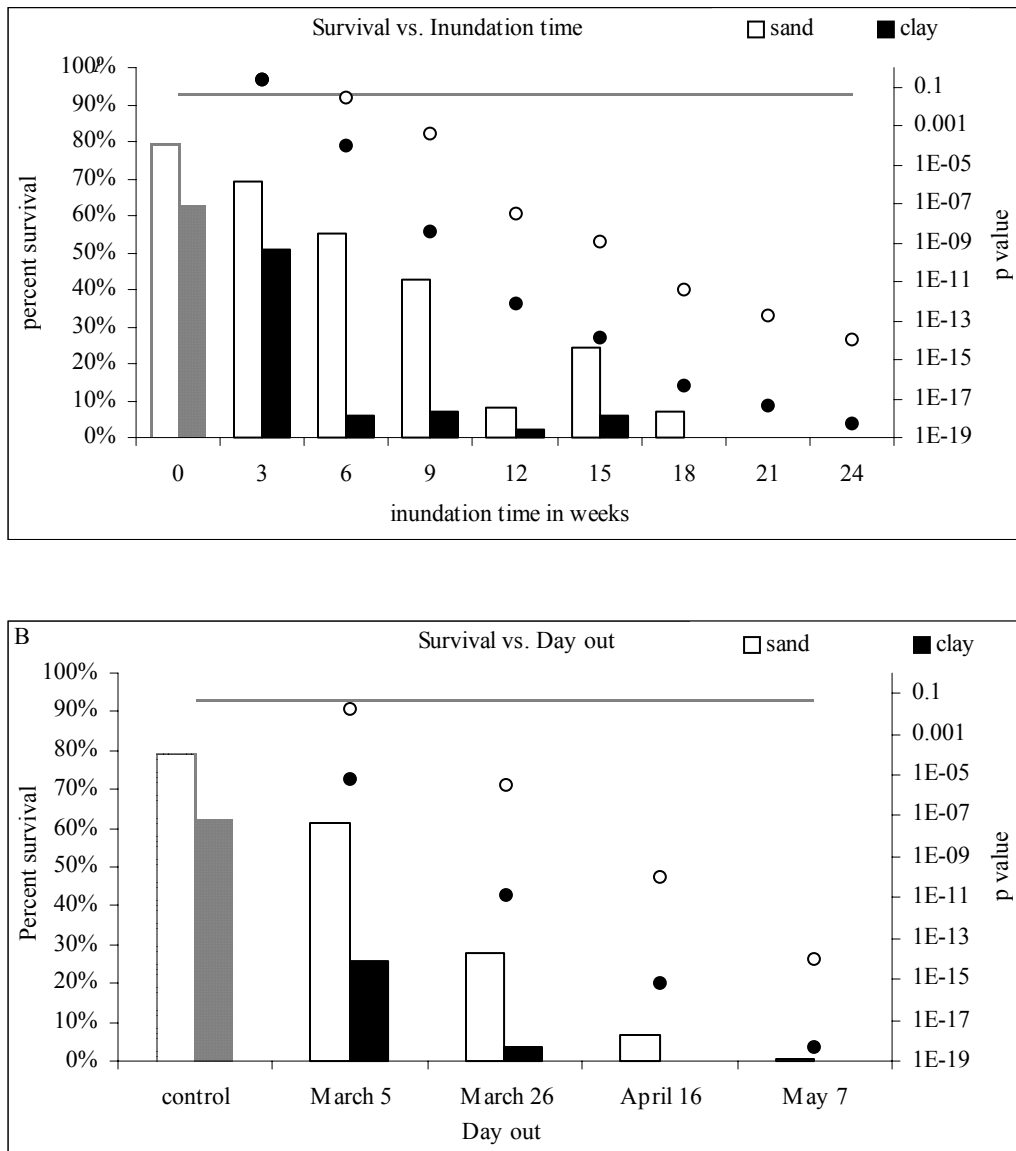 Survival vs. Inundation time
sand
clay
100%
90%
80%
70%
60%
50%
40%
30%
20%
10%
0%
percent survival
0.1
0.001
1E-05
1E-07
1E-09
1E-11
1E-13
1E-15
1E-17
1E-19
p value
0 3 6 9 12 15 18 21 24
inundation time in weeks
B
Survival vs. Day out
sand
clay
100%
90%
80%
70%
60%
50%
40%
30%
20%
10%
0%
Percent survival
0.1
0.001
1E-05
1E-07
1E-09
1E-11
1E-13
1E-15
1E-17
1E-19
p value
control March 5 March 26 April 16 May 7
Day out